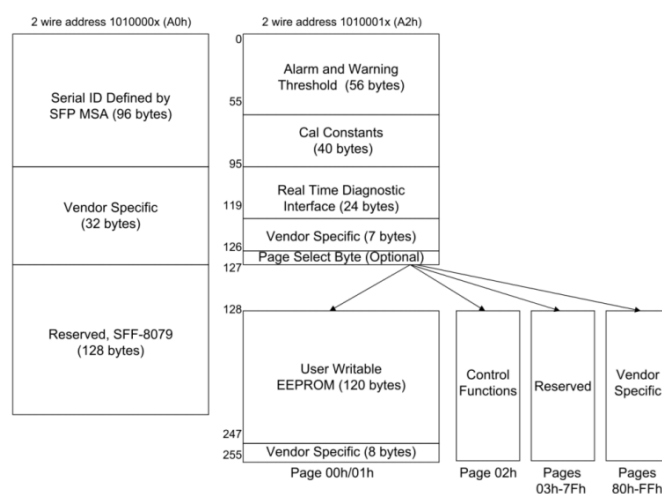 2 wire address 1010000x (A0h)
Serial ID Defined by
SFP MSA (96 bytes)
Vendor Specific
(32 bytes)
Reserved, SFF-8079
(128 bytes)
2 wire address 1010001x (A2h)
0
Alarm and Warning
Threshold (56 bytes)
55
Cal Constants
(40 bytes)
95
Real Time Diagnostic
Interface (24 bytes)
119
Vendor Specific (7 bytes)
126
Page Select Byte (Optional)
127
128
User Writable
EEPROM (120 bytes)
247
Vendor Specific (8 bytes)
255
Page 00h/01h
Control
Functions
Page 02h
Reserved
Pages
03h-7Fh
Vendor
Specific
Pages
80h-FFh